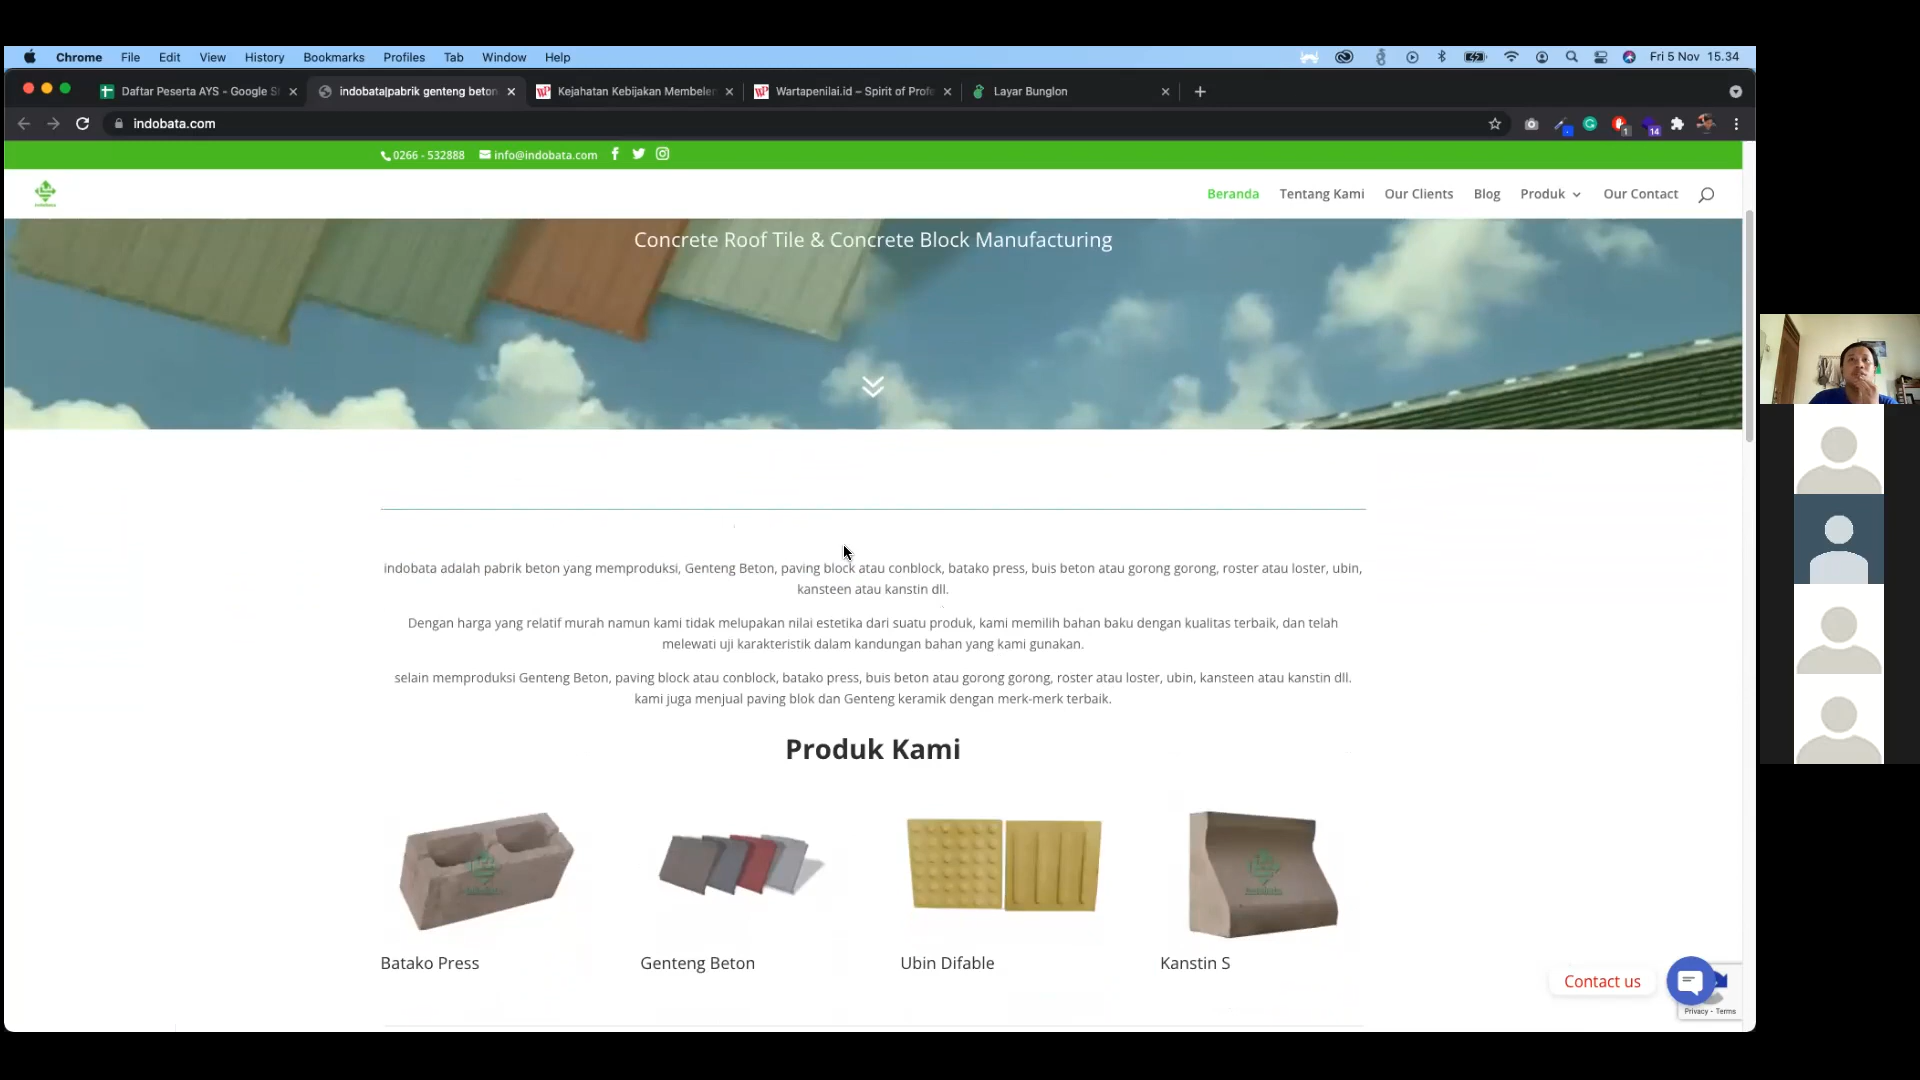 Chrome File Edit View History Bookmarks Profiles Tab Window Help
Fri 5 Nov 15.34
Daftar Peserta AYS - Google S
indobata|pabrik genteng beton
Kejahatan Kebijakan Membelen
Wartapenilai.id – Spirit of Profe
Layar Bunglon
indobata.com
1
14
0266 - 532888 info@indobata.com
Beranda Tentang Kami Our Clients Blog Produk Our Contact
Concrete Roof Tile & Concrete Block Manufacturing
indobata adalah pabrik beton yang memproduksi, Genteng Beton, paving block atau conblock, batako press, buis beton atau gorong gorong, roster atau loster, ubin,
kansteen atau kanstin dll.
Dengan harga yang relatif murah namun kami tidak melupakan nilai estetika dari suatu produk, kami memilih bahan baku dengan kualitas terbaik, dan telah
melewati uji karakteristik dalam kandungan bahan yang kami gunakan.
selain memproduksi Genteng Beton, paving block atau conblock, batako press, buis beton atau gorong gorong, roster atau loster, ubin, kansteen atau kanstin dll.
kami juga menjual paving blok dan Genteng keramik dengan merk-merk terbaik.
Produk Kami
Batako Press
Genteng Beton
Ubin Difable
Kanstin S
Contact us
Privacy - Terms